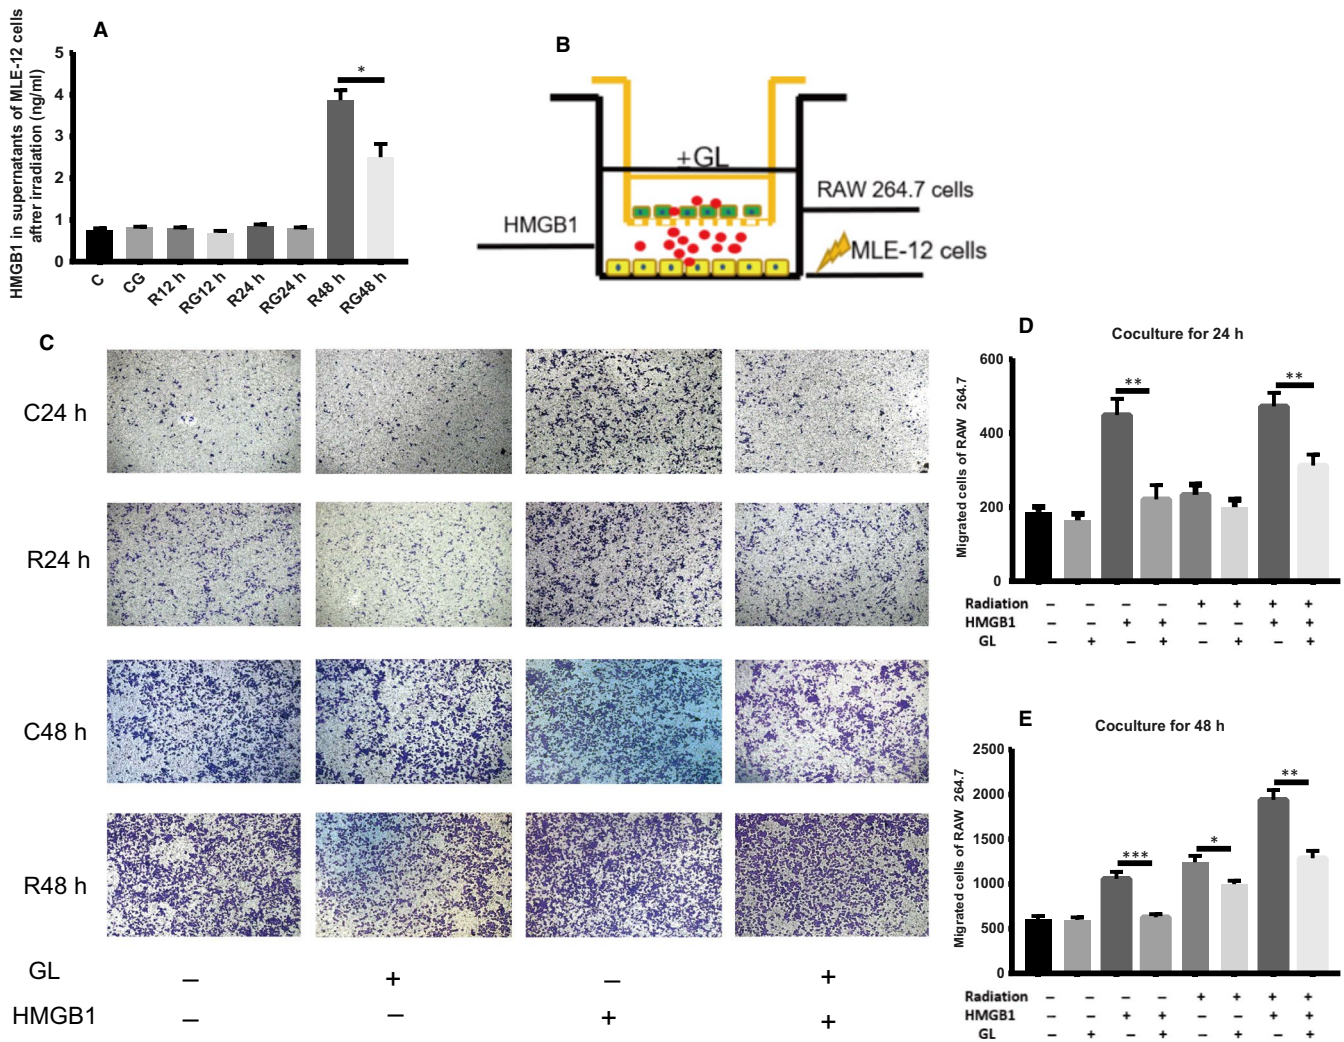 A
HMGB1 in supernatants of MLE-12 cells
aftrer irradiation (ng/ml)
5
4
3
2
1
0
*
C
CG
R12 h
RG12 h
R24 h
RG24 h
R48 h
RG48 h
B
±GL
RAW 264.7 cells
HMGB1
MLE-12 cells
C
C24 h
R24 h
C48 h
R48 h
GL – + – +
HMGB1 – – + +
D
Coculture for 24 h
Migrated cells of RAW 264.7
600
400
200
0
** **
Radiation – – – – + + + +
HMGB1 – – + + – – + +
GL – + – + – + – +
E
Coculture for 48 h
Migrated cells of RAW 264.7
2500
2000
1500
1000
500
0
*** * **
Radiation – – – – + + + +
HMGB1 – – + + – – + +
GL – + – + – + – +